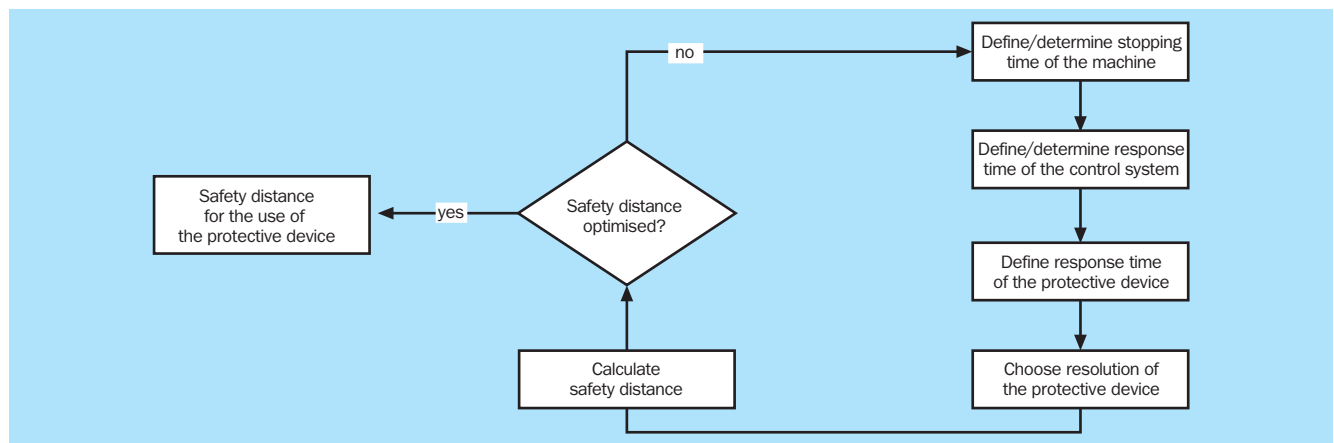 no
Define/determine stopping
time of the machine
Define/determine response
time of the control system
Safety distance
for the use of
the protective device
yes
Safety distance
optimised?
Define response time
of the protective device
Calculate
safety distance
Choose resolution of
the protective device